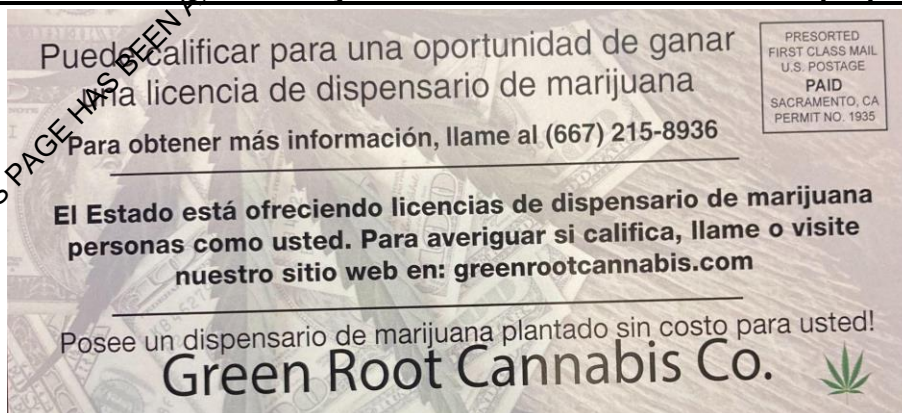 S PAGE HAS BEEN A
Puede calificar para una oportunidad de ganar
una licencia de dispensario de marijuana
Para obtener más información, llame al (667) 215-8936
PRESORTED
FIRST CLASS MAIL
U.S. POSTAGE
PAID
SACRAMENTO, CA
PERMIT NO. 1935
El Estado está ofreciendo licencias de dispensario de marijuana
personas como usted. Para averiguar si califica, llame o visite
nuestro sitio web en: greenrootcannabis.com
Posee un dispensario de marijuana plantado sin costo para usted!
Green Root Cannabis Co.